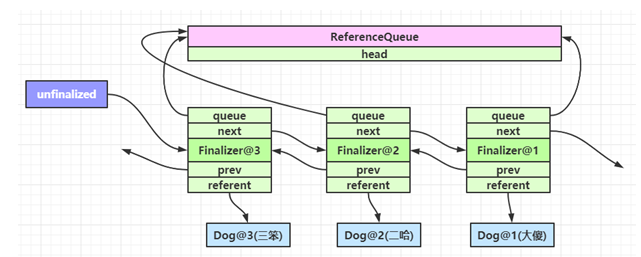 ReferenceQueue
head
unfinalized
queue
next
Finalizer@3
prev
referent
queue
next
Finalizer@2
prev
referent
queue
next
Finalizer@1
prev
referent
Dog@3(三笨)
Dog@2(二哈)
Dog@1(大傻)